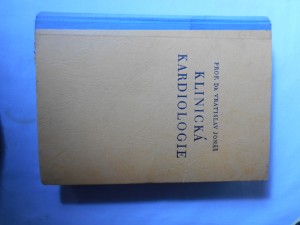 PROF. DR. VRATISLAV JONÁŠ
KLINICKÁ
KARDIOLOGIE